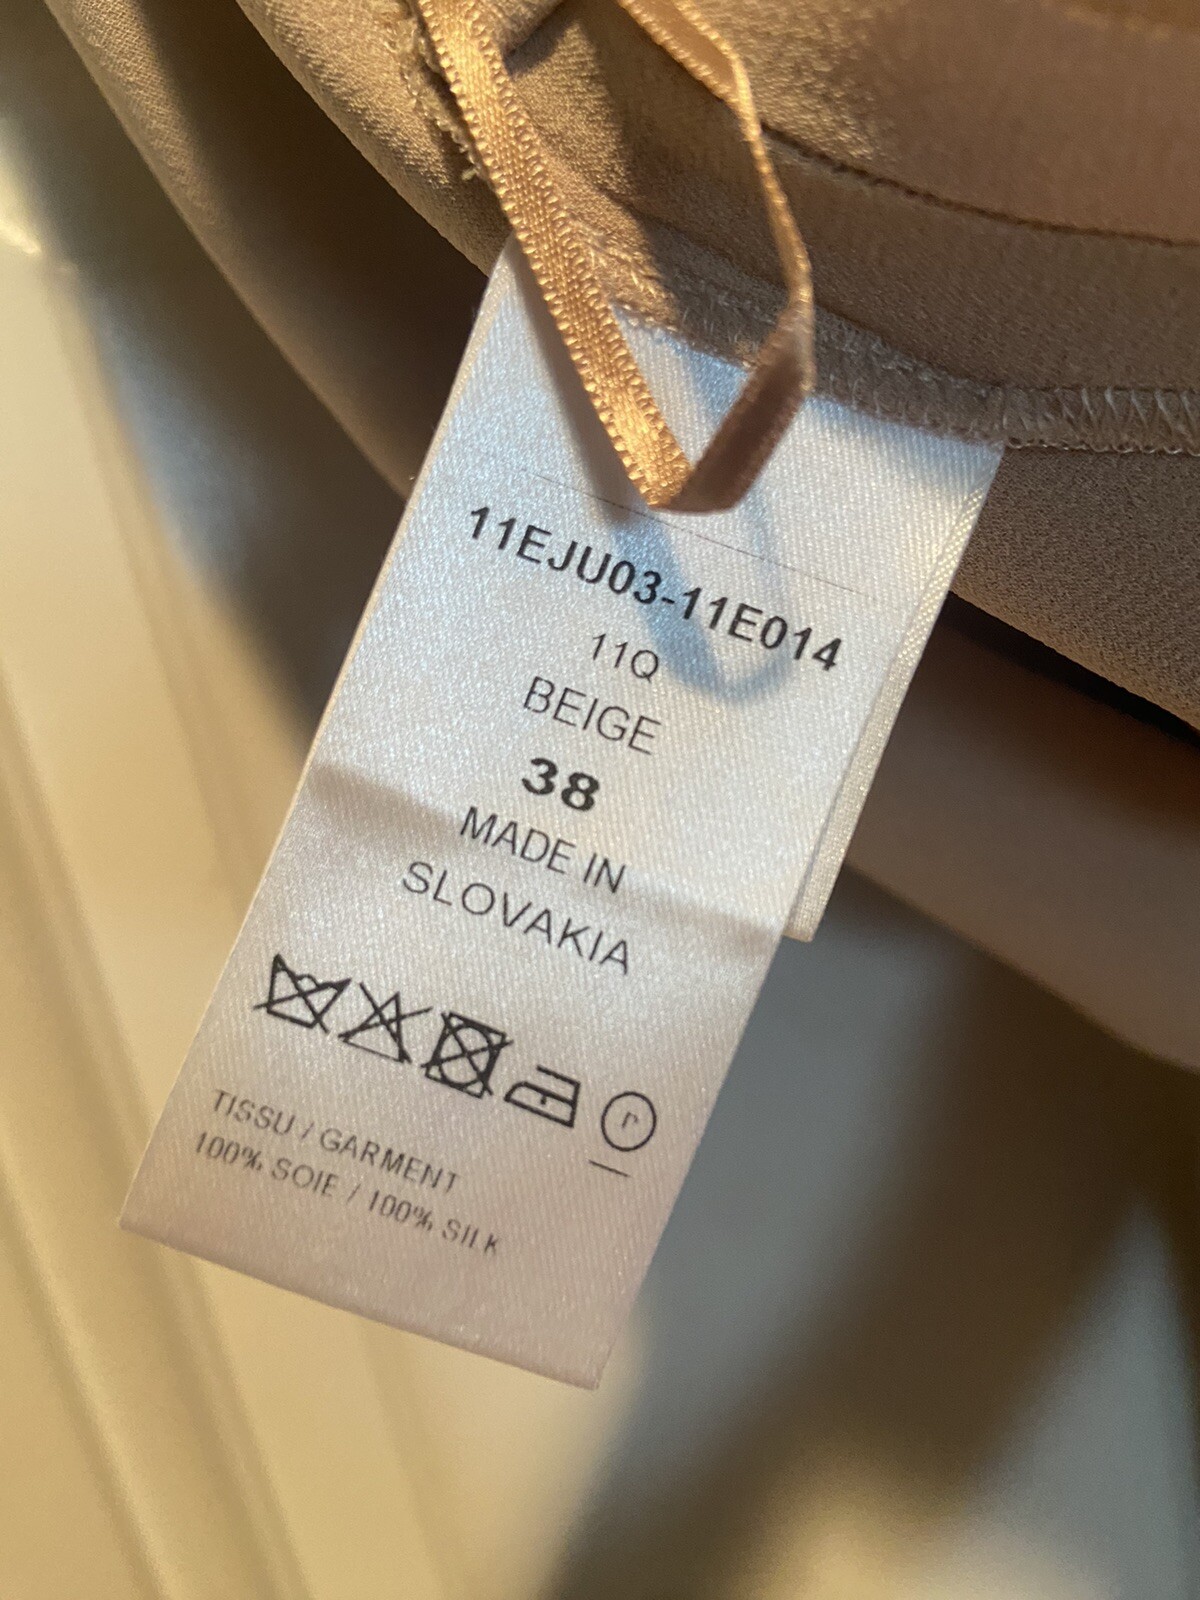 11EJU03-11E014
11Q
BEIGE
38
MADE IN
SLOVAKIA
TISSU / GARMENT
100% SOIE / 100% SILK